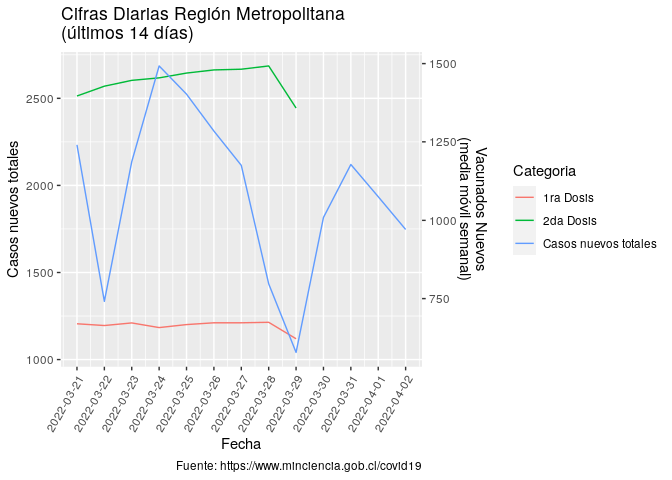 Cifras Diarias Región Metropolitana
(últimos 14 días)
Casos nuevos totales
2500
2000
1500
1000
1500
1250
1000
750
Vacunados Nuevos
(media móvil semanal)
2022-03-21
2022-03-22
2022-03-23
2022-03-24
2022-03-25
2022-03-26
2022-03-27
2022-03-28
2022-03-29
2022-03-30
2022-03-31
2022-04-01
2022-04-02
Fecha
Categoria
1ra Dosis
2da Dosis
Casos nuevos totales
Fuente: https://www.minciencia.gob.cl/covid19